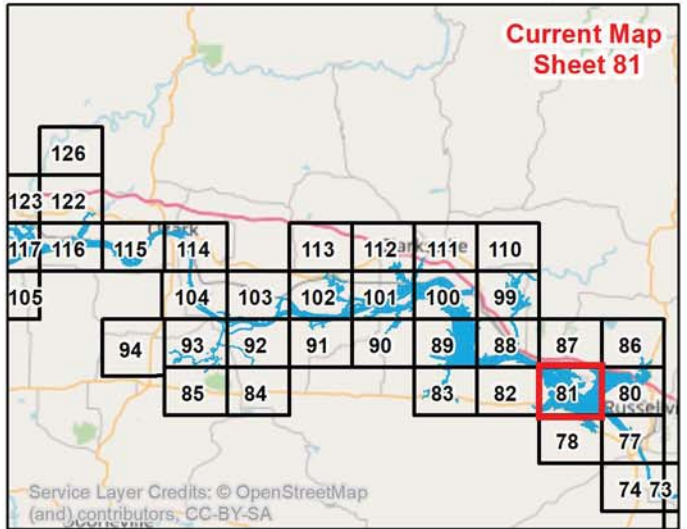 Current Map
Sheet 81
126
123 122
117 116 115 114 113 112 111 110
105 104 103 102 101 100 99
94 93 92 91 90 89 88 87 86
85 84 83 82 81 80
78 77
74 73
Service Layer Credits: © OpenStreetMap
(and) contributors, CC-BY-SA